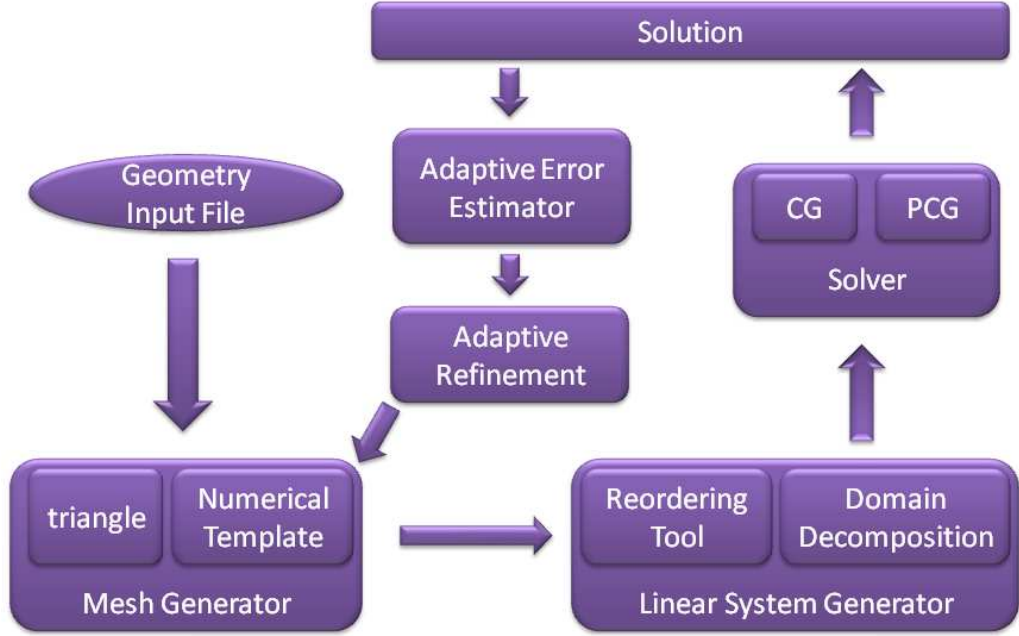 Solution
Geometry
Input File
Adaptive Error
Estimator
CG
PCG
Solver
Adaptive
Refinement
triangle
Numerical
Template
Mesh Generator
Reordering
Tool
Domain
Decomposition
Linear System Generator